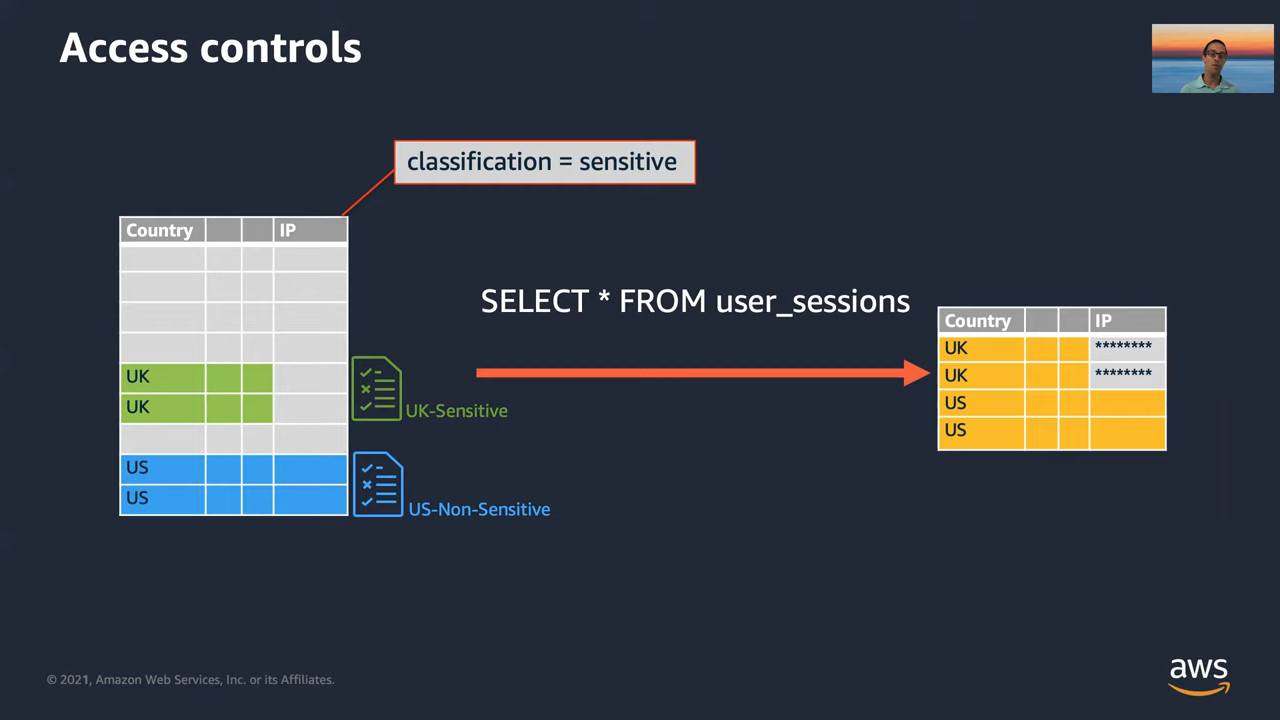 Access controls
classification = sensitive
Country IP
SELECT * FROM user_sessions
Country IP
UK ********
UK ********
US
US
UK
UK
UK-Sensitive
US
US
US-Non-Sensitive
© 2021, Amazon Web Services, Inc. or its Affiliates.
aws